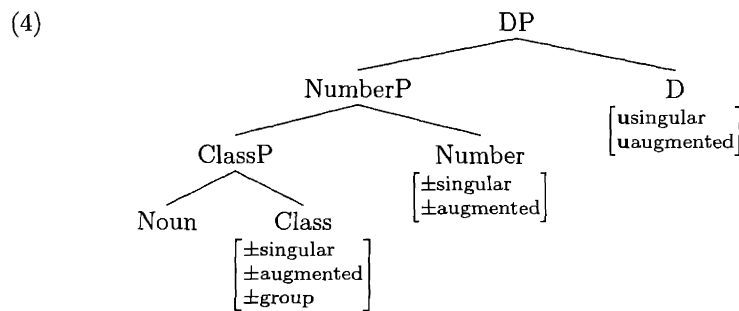 (4) DP
NumberP D
[usingular
uaugmented]
ClassP Number
[±singular
±augmented]
Noun Class
[±singular
±augmented
±group]